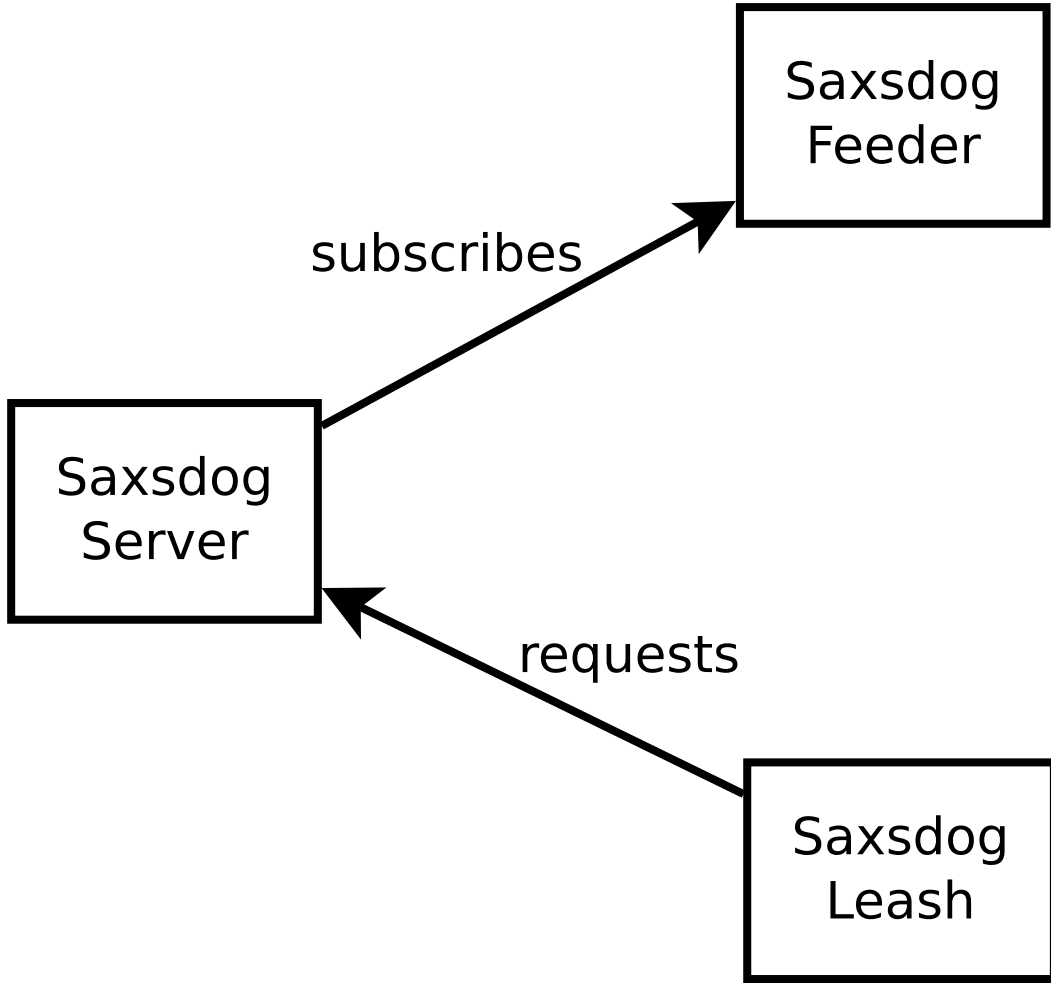 Saxsdog
Feeder
subscribes
Saxsdog
Server
requests
Saxsdog
Leash